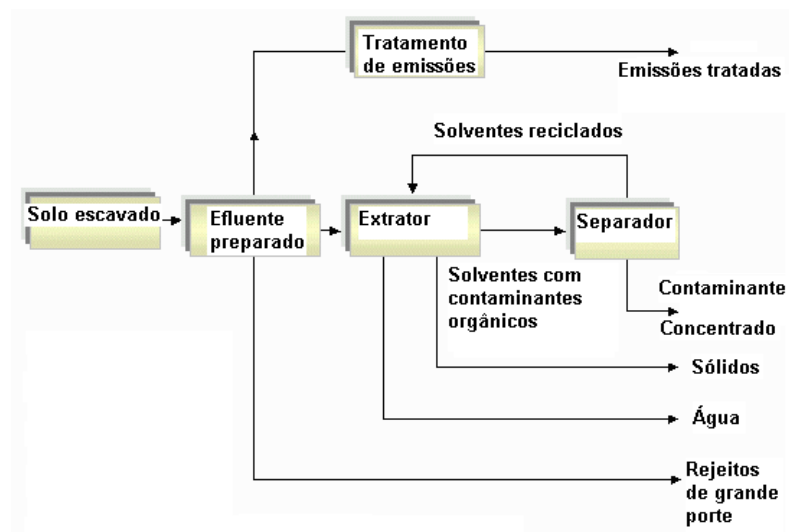 Tratamento
de emissões
Emissões tratadas
Solventes reciclados
Solo escavado
Efluente
preparado
Extrator
Separador
Solventes com
contaminantes
orgânicos
Contaminante
Concentrado
Sólidos
Água
Rejeitos
de grande
porte